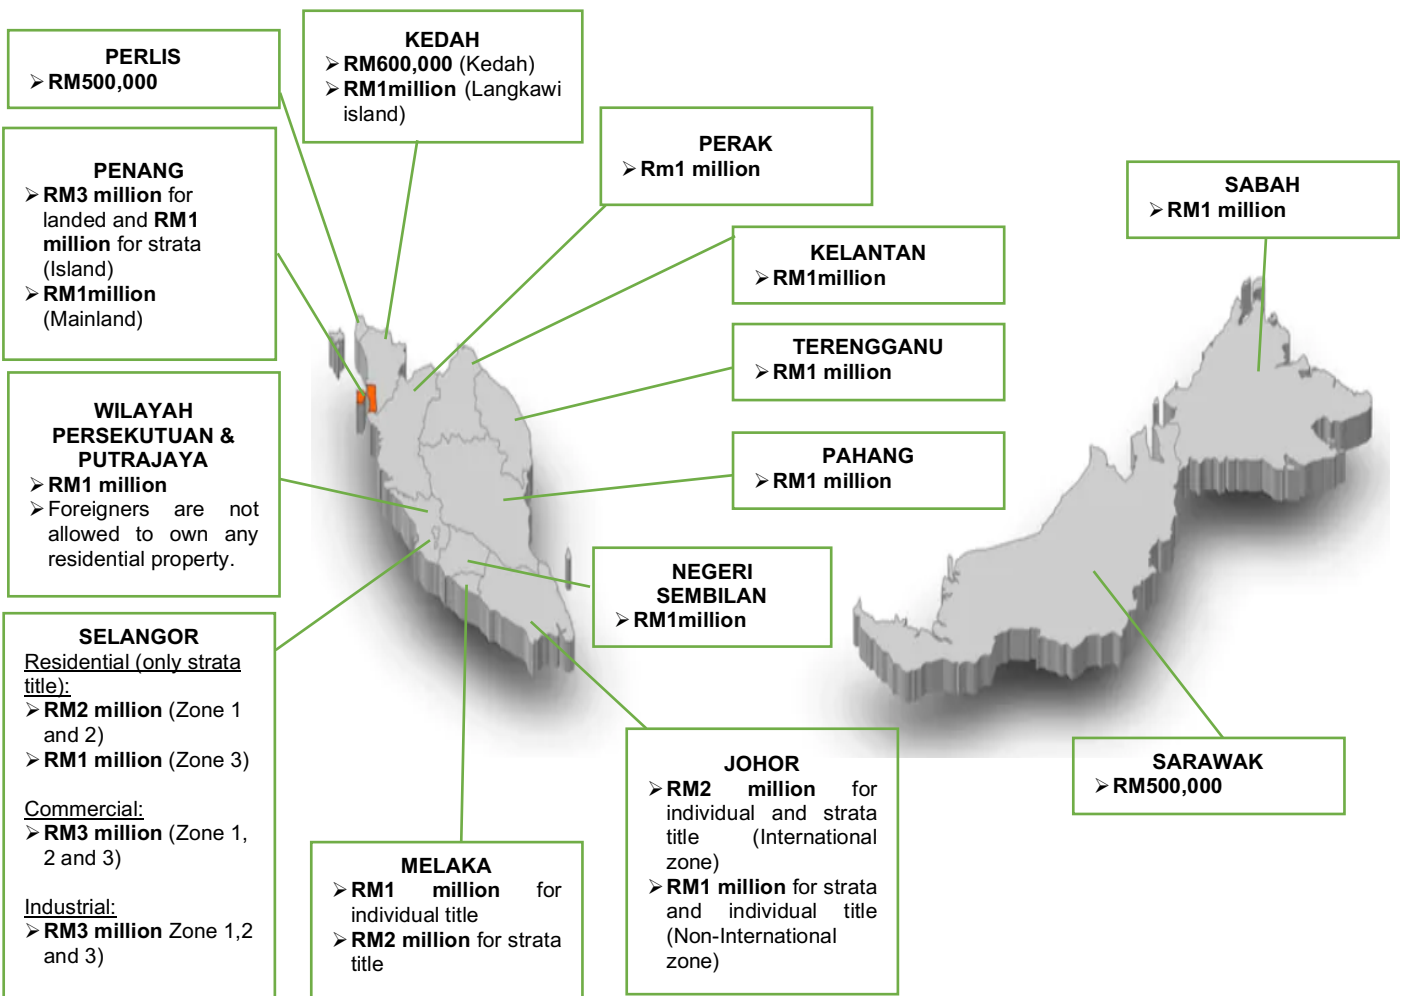 PERLIS
➢ RM500,000
KEDAH
➢ RM600,000 (Kedah)
➢ RM1million (Langkawi
island)
PENANG
➢ RM3 million for
landed and RM1
million for strata
(Island)
➢ RM1million
(Mainland)
PERAK
➢ Rm1 million
SABAH
➢ RM1 million
KELANTAN
➢ RM1million
TERENGGANU
➢ RM1 million
WILAYAH
PERSEKUTUAN &
PUTRAJAYA
➢ RM1 million
➢ Foreigners are not
allowed to own any
residential property.
PAHANG
➢ RM1 million
NEGERI
SEMBILAN
➢ RM1million
SELANGOR
Residential (only strata
title):
➢ RM2 million (Zone 1
and 2)
➢ RM1 million (Zone 3)
Commercial:
➢ RM3 million (Zone 1,
2 and 3)
Industrial:
➢ RM3 million Zone 1,2
and 3)
MELAKA
➢ RM1 million for
individual title
➢ RM2 million for strata
title
JOHOR
➢ RM2 million for
individual and strata
title (International
zone)
➢ RM1 million for strata
and individual title
(Non-International
zone)
SARAWAK
➢ RM500,000